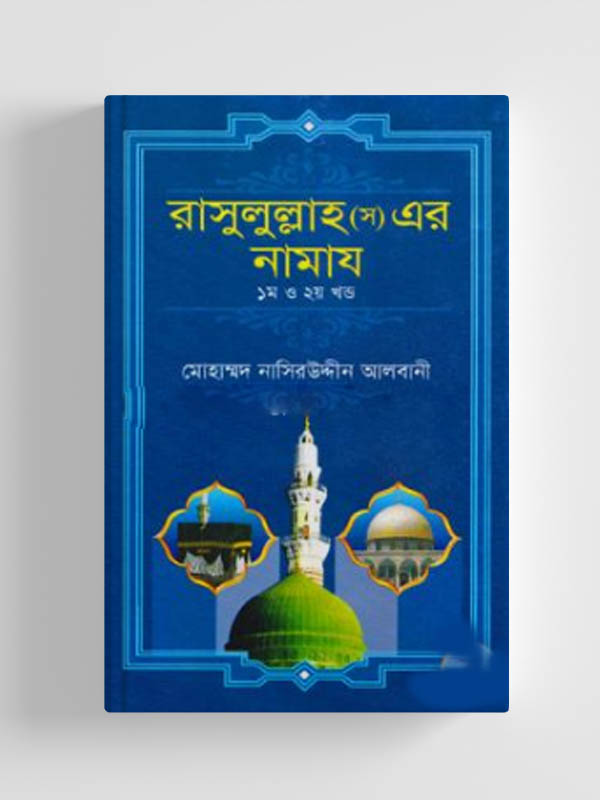 রাসুলুল্লাহ (স) এর
নামায
১ম ও ২য় খন্ড
মোহাম্মদ নাসিরউদ্দীন আলবানী